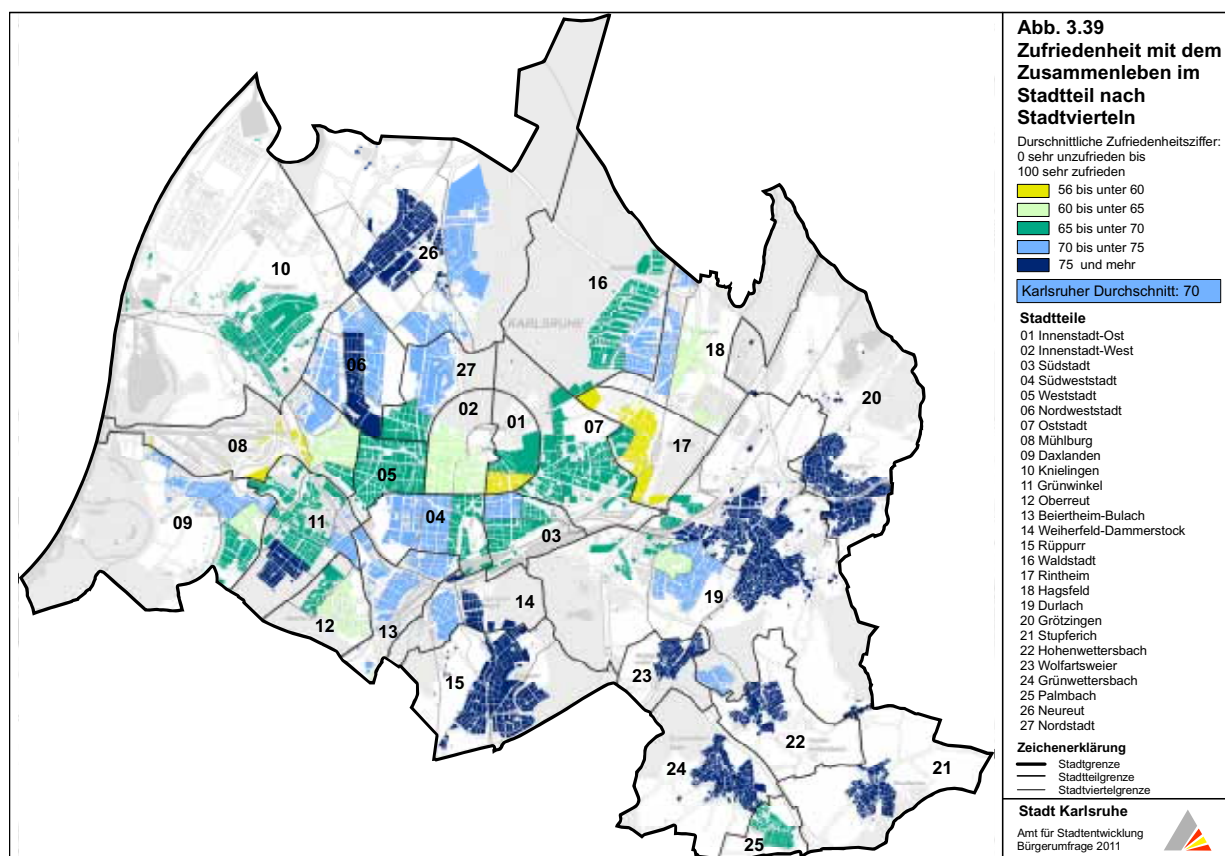 Abb. 3.39
Zufriedenheit mit dem
Zusammenleben im
Stadtteil nach
Stadtvierteln
Durschnittliche Zufriedenheitsziffer:
0 sehr unzufrieden bis
100 sehr zufrieden
56 bis unter 60
60 bis unter 65
65 bis unter 70
70 bis unter 75
75 und mehr
Karlsruher Durchschnitt: 70
Stadtteile
01 Innenstadt-Ost
02 Innenstadt-West
03 Südstadt
04 Südweststadt
05 Weststadt
06 Nordweststadt
07 Oststadt
08 Mühlburg
09 Daxlanden
10 Knielingen
11 Grünwinkel
12 Oberreut
13 Beiertheim-Bulach
14 Weiherfeld-Dammerstock
15 Rüppurr
16 Waldstadt
17 Rintheim
18 Hagsfeld
19 Durlach
20 Grötzingen
21 Stupferich
22 Hohenwettersbach
23 Wolfartsweier
24 Grünwettersbach
25 Palmbach
26 Neureut
27 Nordstadt
Zeichenerklärung
Stadtgrenze
Stadtteilgrenze
Stadtviertelgrenze
Stadt Karlsruhe
Amt für Stadtentwicklung
Bürgerumfrage 2011
26
10
16
KARLSRUHE
18
06
27
20
02
01
07
08
17
05
09
11
04
03
19
14
12
13
23
15
22
24
21
25